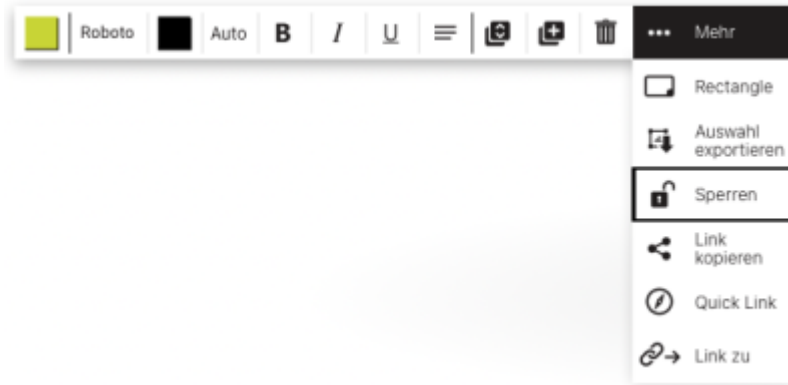 Roboto Auto B I U Mehr
Rectangle
Auswahl
exportieren
Sperren
Link
kopieren
Quick Link
Link zu